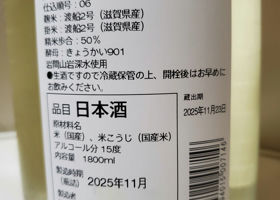 仕込順号：06
麹米：渡船2号（滋賀県産）
掛米：渡船2号（滋賀県産）
精米歩合：50%
酵母：きょうかい901
岩間山岩深水使用
●生酒ですので冷蔵保管の上、開栓後はお早めに
お飲みください。
品目 日本酒
原材料名
米（国産）、米こうじ（国産米）
アルコール分 15度
内容量 1800ml
製造時期
（瓶詰） 2025年11月
製造者
蔵出期
2025年11月23日